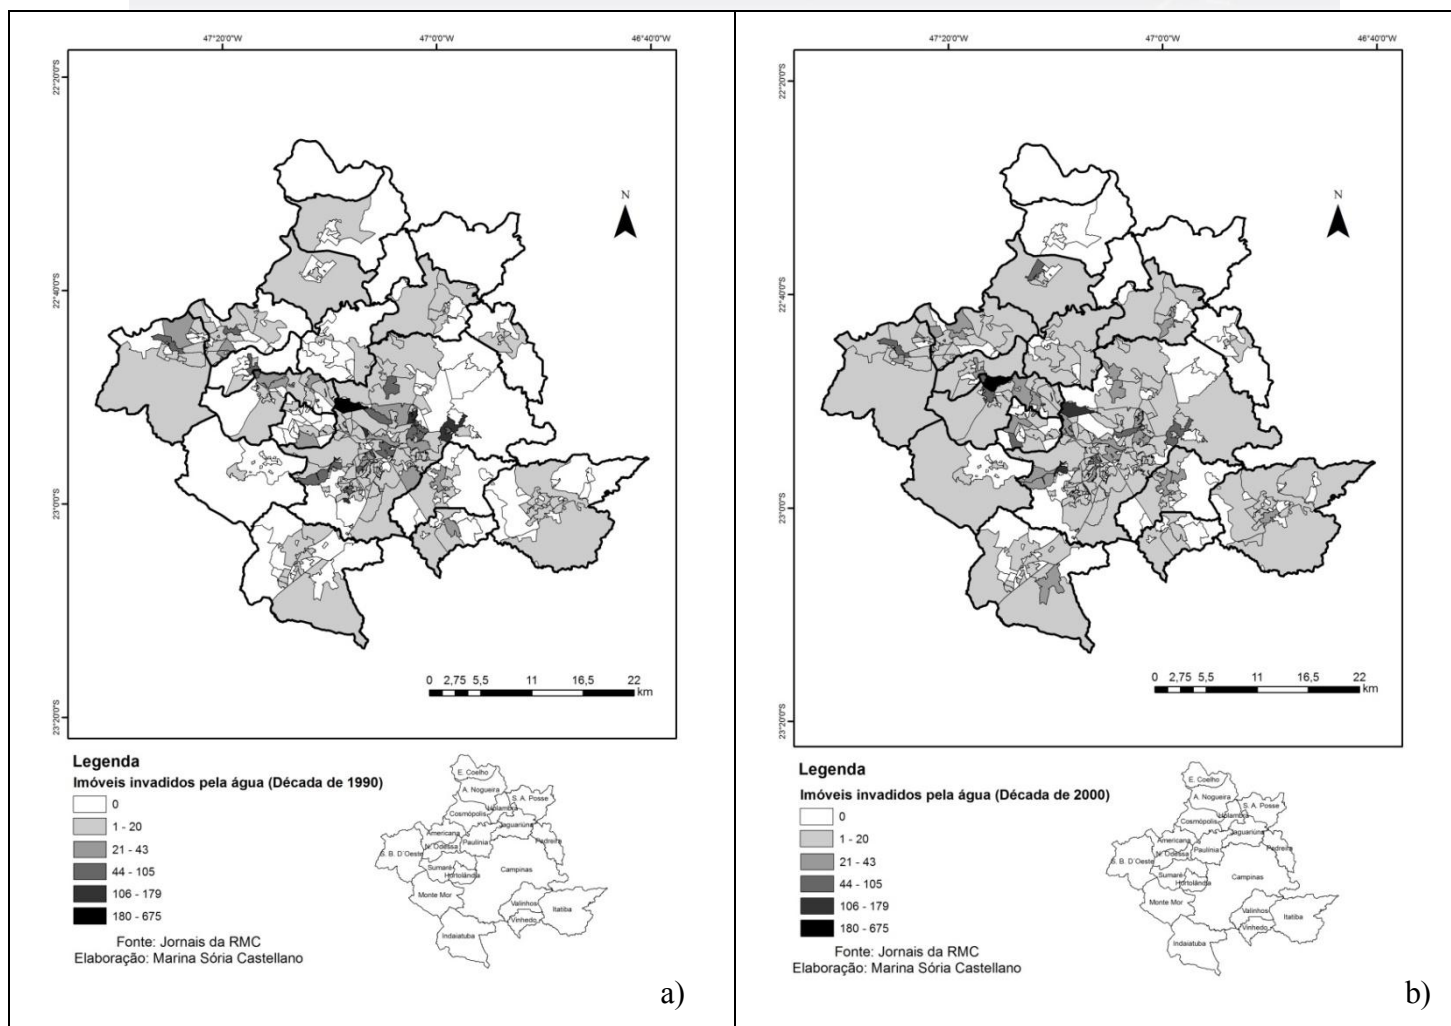 47°20'0"W 47°0'0"W 46°40'0"W
22°20'0"S
22°40'0"S
23°0'0"S
23°20'0"S
N
0 2,75 5,5 11 16,5 22
km
Legenda
Imóveis invadidos pela água (Década de 1990)
0
1 - 20
21 - 43
44 - 105
106 - 179
180 - 675
Fonte: Jornais da RMC
Elaboração: Marina Sória Castellano
E. Coelho
A. Nogueira
S. A. Posse
Holambra
Cosmópolis
Jaguariúna
Americana
Pedreira
Paulínia
N. Odessa
S. B. D'Oeste
Campinas
Sumaré
Hortolândia
Monte Mor
Valinhos
Itatiba
Vinhedo
Indaiatuba
a)
47°20'0"W 47°0'0"W 46°40'0"W
22°20'0"S
22°40'0"S
23°0'0"S
23°20'0"S
N
0 2,75 5,5 11 16,5 22
km
Legenda
Imóveis invadidos pela água (Década de 2000)
0
1 - 20
21 - 43
44 - 105
106 - 179
180 - 675
Fonte: Jornais da RMC
Elaboração: Marina Sória Castellano
E. Coelho
A. Nogueira
S. A. Posse
Holambra
Cosmópolis
Jaguariúna
Americana
Pedreira
Paulínia
N. Odessa
S. B. D'Oeste
Campinas
Sumaré
Hortolândia
Monte Mor
Valinhos
Itatiba
Vinhedo
Indaiatuba
b)